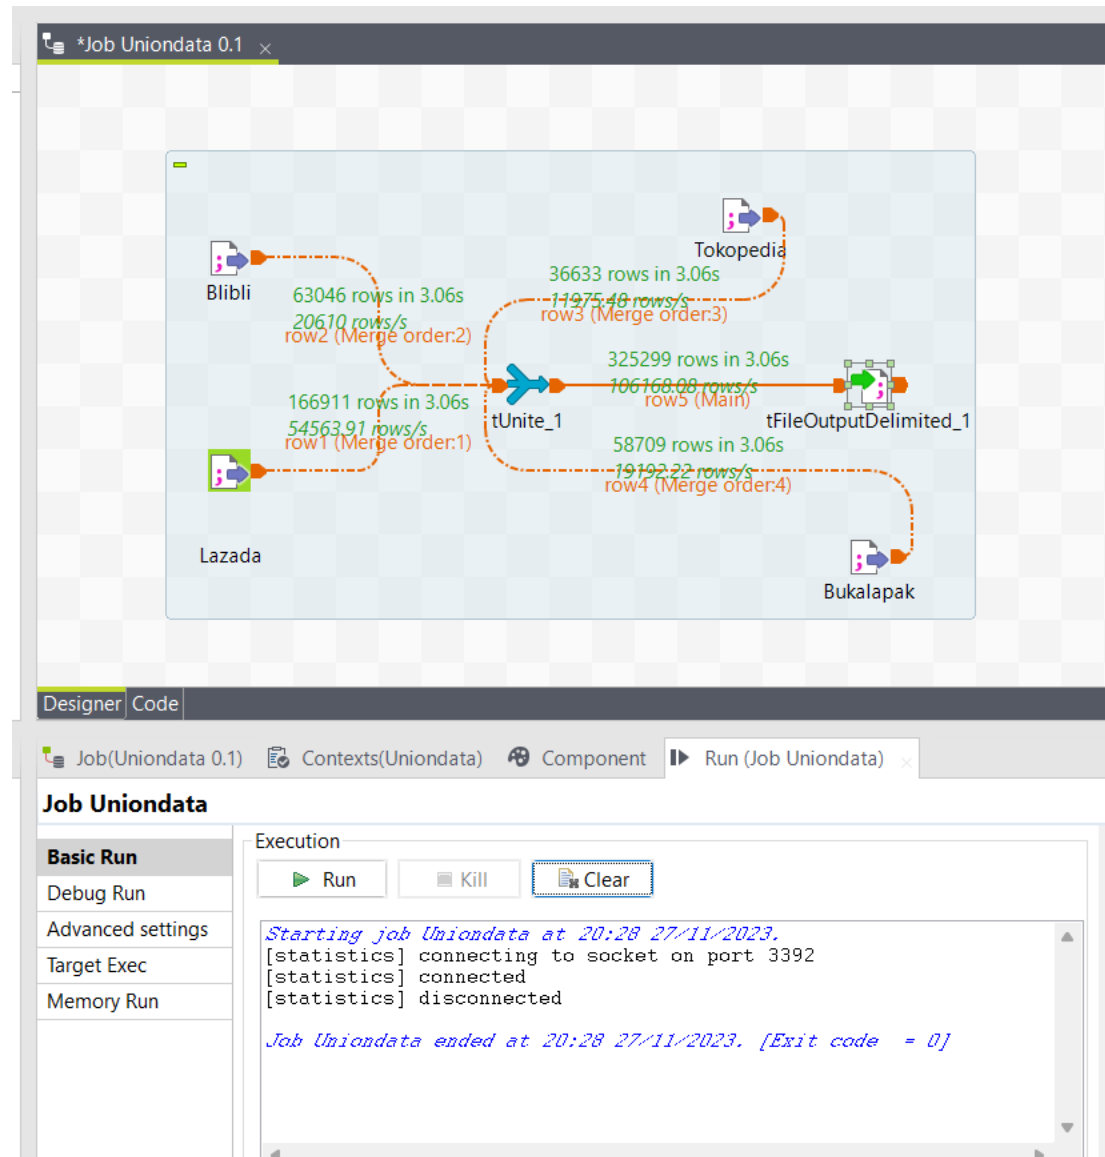 *Job Uniondata 0.1
Tokopedia
Blibli
36633 rows in 3.06s
11975.48 rows/s
row3 (Merge order:3)
63046 rows in 3.06s
20610 rows/s
row2 (Merge order:2)
325299 rows in 3.06s
106168.08 rows/s
row5 (Main)
166911 rows in 3.06s
54563.91 rows/s
row1 (Merge order:1)
tUnite_1
tFileOutputDelimited_1
58709 rows in 3.06s
19192.22 rows/s
row4 (Merge order:4)
Lazada
Bukalapak
Designer Code
Job(Uniondata 0.1) Contexts(Uniondata) Component Run (Job Uniondata)
Job Uniondata
Basic Run
Debug Run
Advanced settings
Target Exec
Memory Run
Execution
Run Kill Clear
Starting job Uniondata at 20:28 27/11/2023.
[statistics] connecting to socket on port 3392
[statistics] connected
[statistics] disconnected
Job Uniondata ended at 20:28 27/11/2023. [Exit code = 0]